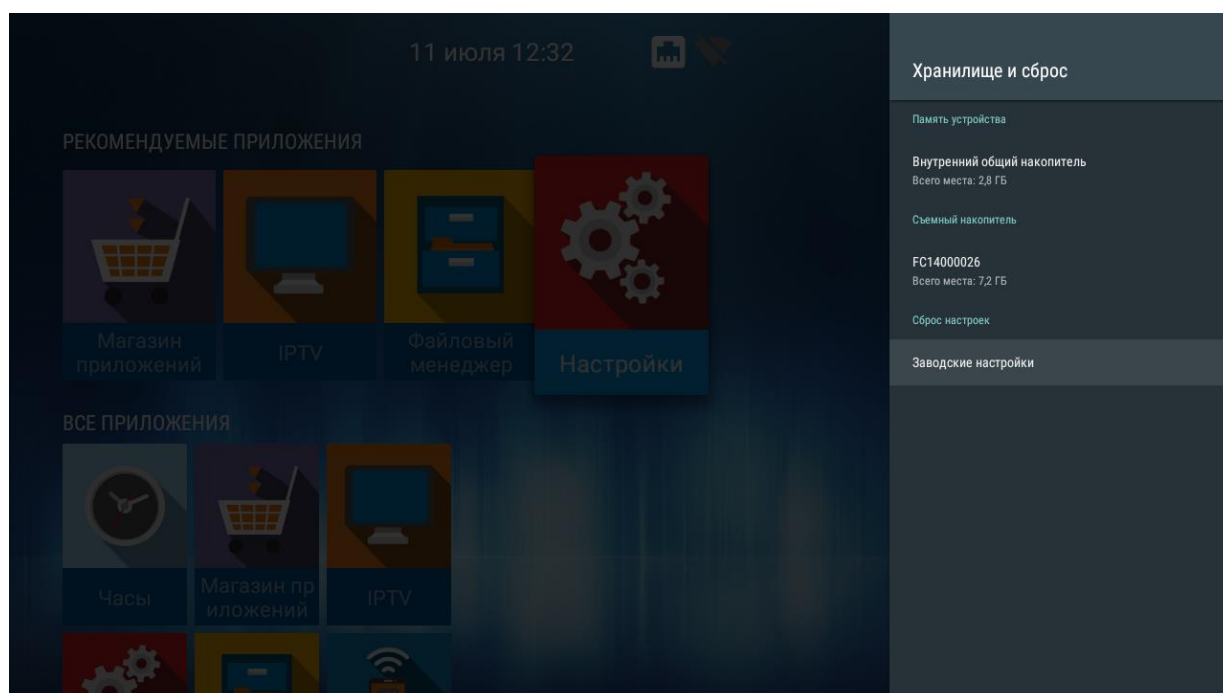 11 июля 12:32
Хранилище и сброс
Память устройства
РЕКОМЕНДУЕМЫЕ ПРИЛОЖЕНИЯ
Внутренний общий накопитель
Всего места: 2,8 ГБ
Съемный накопитель
FC14000026
Всего места: 7,2 ГБ
Сброс настроек
Заводские настройки
Магазин
приложений
IPTV
Файловый
менеджер
Настройки
ВСЕ ПРИЛОЖЕНИЯ
Часы
Магазин пр
иложений
IPTV